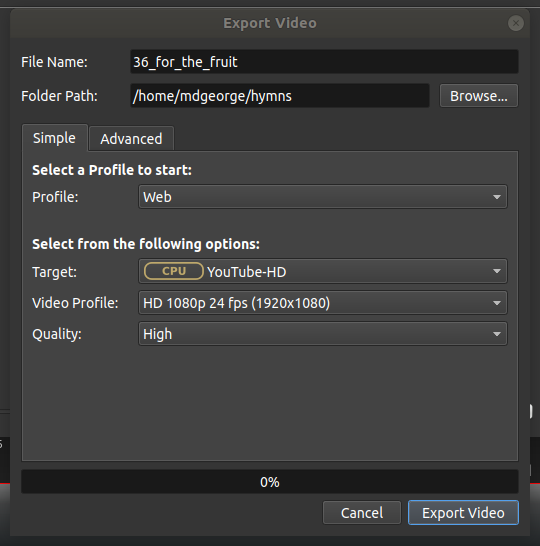 Export Video
File Name: 36_for_the_fruit
Folder Path: /home/mdgeorge/hymns Browse...
Simple Advanced
Select a Profile to start:
Profile: Web
Select from the following options:
Target: CPU YouTube-HD
Video Profile: HD 1080p 24 fps (1920x1080)
Quality: High
0%
Cancel Export Video